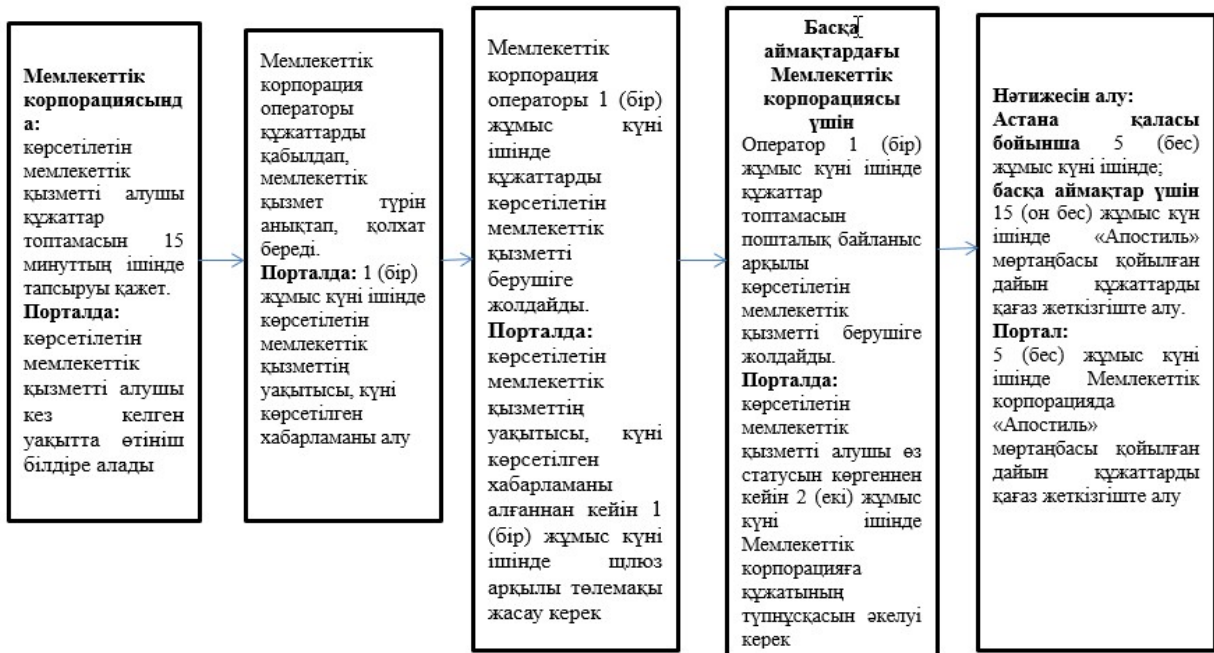 Мемлекеттік
корпорациясынд
а:
көрсетілетін
мемлекеттік
қызметті алушы
құжаттар
топтамасын 15
минуттың ішінде
тапсыруы қажет.
Порталда:
көрсетілетін
мемлекеттік
қызметті алушы
кез келген
уақытта өтініш
білдіре алады
Мемлекеттік
корпорация
операторы
құжаттарды
қабылдап,
мемлекеттік
қызмет түрін
анықтап, қолхат
береді.
Порталда: 1 (бір)
жұмыс күні ішінде
көрсетілетін
мемлекеттік
қызметтің
уақытысы, күні
көрсетілген
хабарламаны алу
Мемлекеттік
корпорация
операторы 1 (бір)
жұмыс күні
ішінде
құжаттарды
көрсетілетін
мемлекеттік
қызметті
берушіге
жолдайды.
Порталда:
көрсетілетін
мемлекеттік
қызметтің
уақытысы, күні
көрсетілген
хабарламаны
алғаннан кейін 1
(бір) жұмыс күні
ішінде щлюз
арқылы төлемақы
жасау керек
Басқа
аймақтардағы
Мемлекеттік
корпорациясы
үшін
Оператор 1 (бір)
жұмыс күні ішінде
құжаттар
топтамасын
пошталық байланыс
арқылы
көрсетілетін
мемлекеттік
қызметті берушіге
жолдайды.
Порталда:
көрсетілетін
мемлекеттік
қызметті алушы өз
статусын көргеннен
кейін 2 (екі) жұмыс
күні ішінде
Мемлекеттік
корпорацияға
құжатының
түпнұсқасын әкелуі
керек
Нәтижесін алу:
Астана қаласы
бойынша 5 (бес)
жұмыс күні ішінде;
басқа аймақтар үшін
15 (он бес) жұмыс күн
ішінде «Апостиль»
мөртаңбасы қойылған
дайын құжаттарды
қағаз жеткізгіште алу.
Портал:
5 (бес) жұмыс күні
ішінде Мемлекеттік
корпорацияда
«Апостиль»
мөртаңбасы қойылған
дайын құжаттарды
қағаз жеткізгіште алу